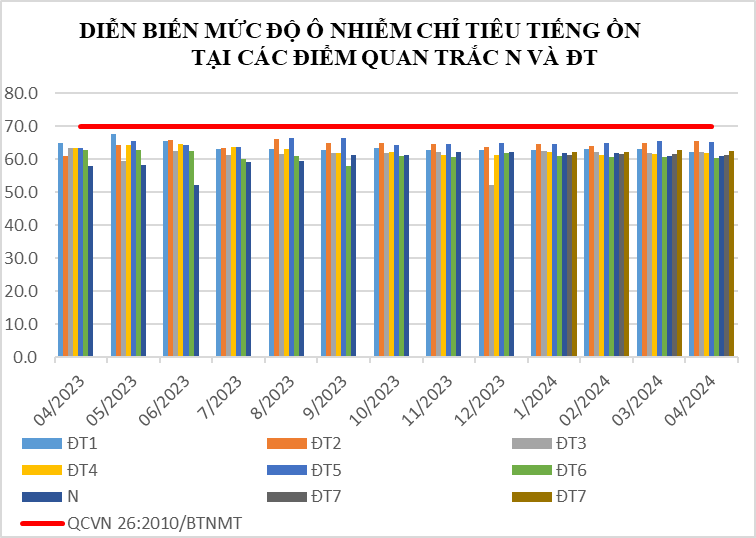 DIỄN BIẾN MỨC ĐỘ Ô NHIỄM CHỈ TIÊU TIẾNG ỒN
TẠI CÁC ĐIỂM QUAN TRẮC N VÀ ĐT
80.0
70.0
60.0
50.0
40.0
30.0
20.0
10.0
0.0
04/2023 05/2023 06/2023 7/2023 8/2023 9/2023 10/2023 11/2023 12/2023 1/2024 02/2024 03/2024 04/2024
ĐT1 ĐT2 ĐT3
ĐT4 ĐT5 ĐT6
N ĐT7 ĐT7
QCVN 26:2010/BTNMT